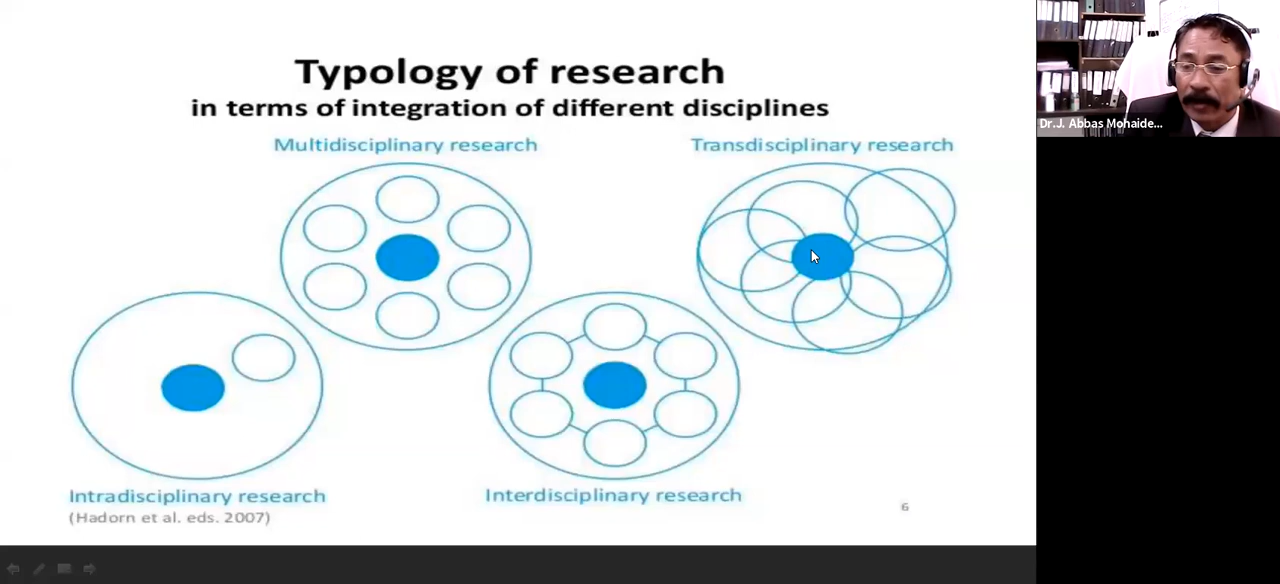 Typology of research
in terms of integration of different disciplines
Multidisciplinary research
Transdisciplinary research
Intradisciplinary research
(Hadorn et al. eds. 2007)
Interdisciplinary research
6
Dr.J. Abbas Mohaide...